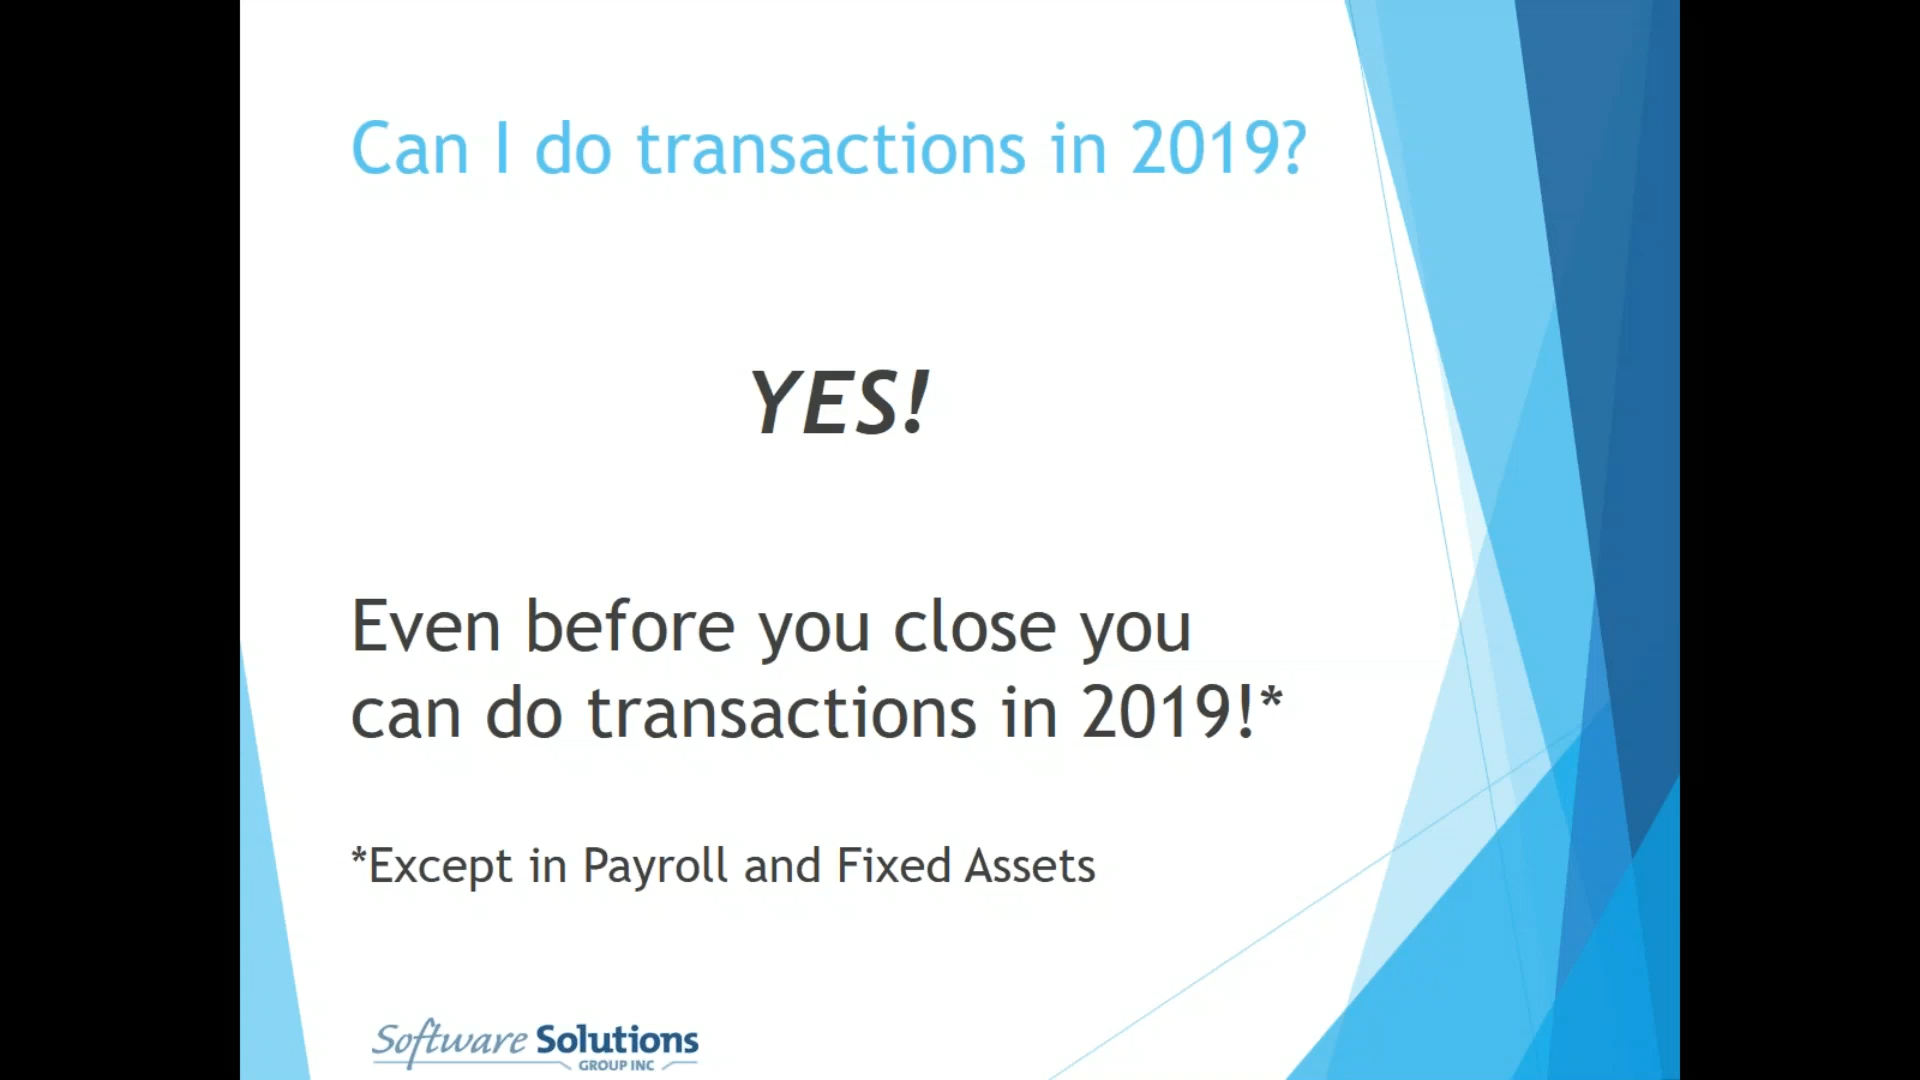 Can I do transactions in 2019?
YES!
Even before you close you
can do transactions in 2019!*
*Except in Payroll and Fixed Assets
Software Solutions
GROUP INC